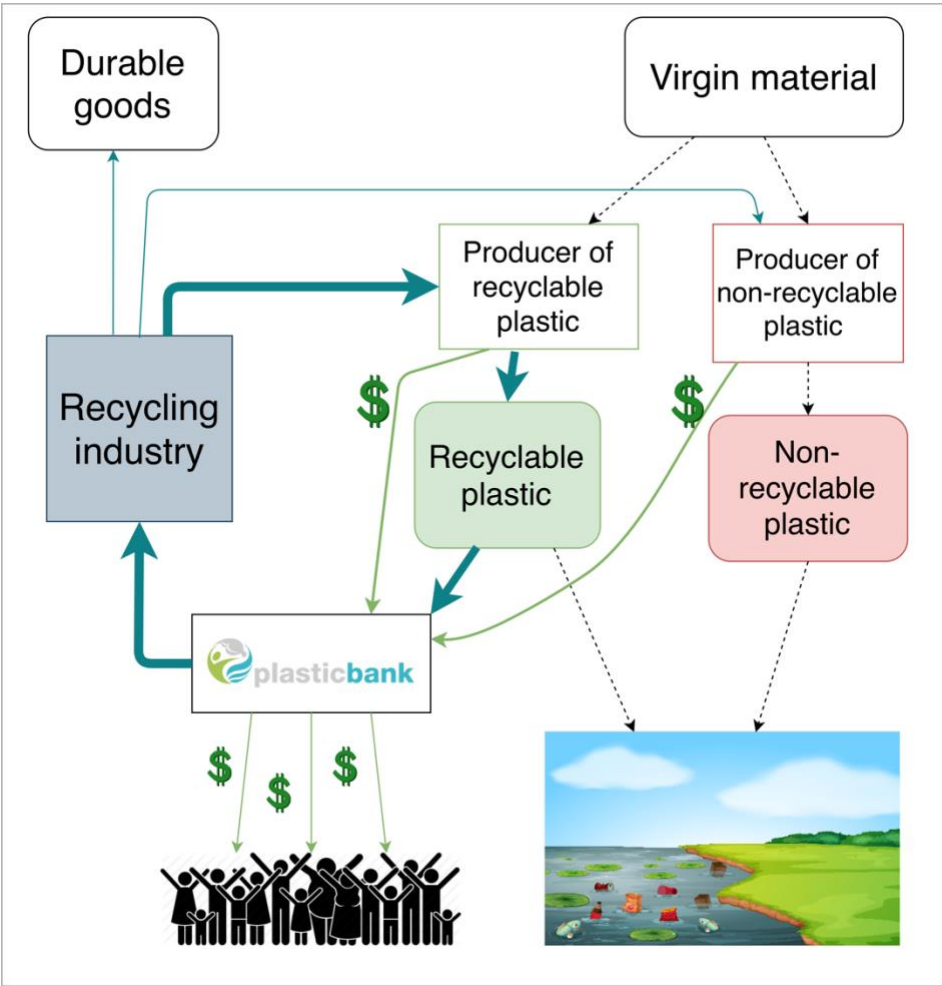 Durable
goods
Virgin material
Producer of
recyclable
plastic
Producer of
non-recyclable
plastic
$
$
Recycling
industry
Recyclable
plastic
Non-
recyclable
plastic
plasticbank
$
$
$